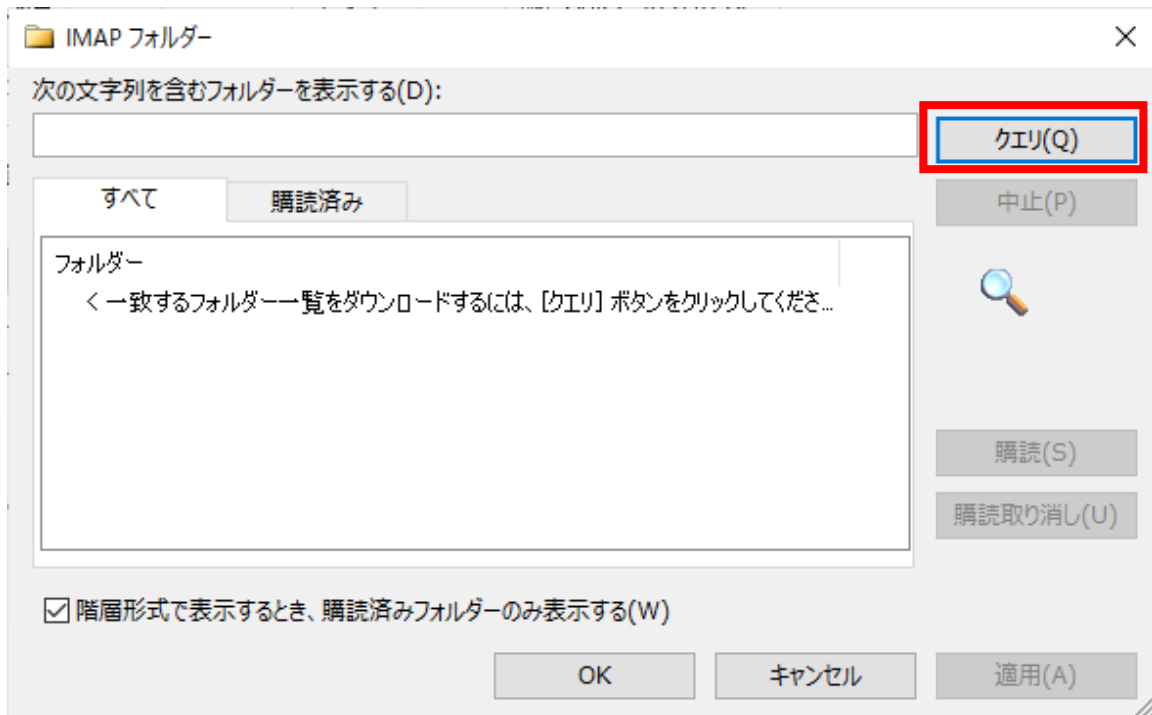 IMAP フォルダー
次の文字列を含むフォルダーを表示する(D):
クエリ(Q)
すべて
購読済み
中止(P)
フォルダー
< 一致するフォルダー一覧をダウンロードするには、[クエリ] ボタンをクリックしてくださ...
購読(S)
購読取り消し(U)
階層形式で表示するとき、購読済みフォルダーのみ表示する(W)
OK
キャンセル
適用(A)